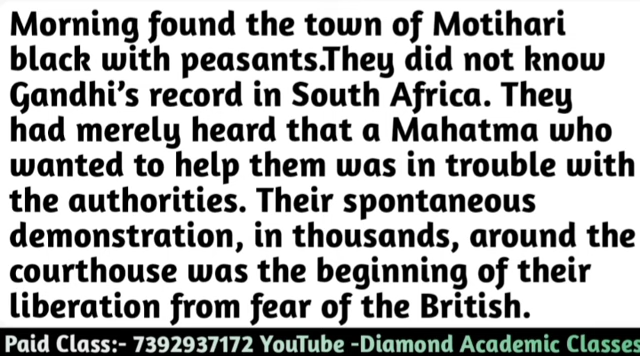 Morning found the town of Motihari
black with peasants.They did not know
Gandhi's record in South Africa. They
had merely heard that a Mahatma who
wanted to help them was in trouble with
the authorities. Their spontaneous
demonstration, in thousands, around the
courthouse was the beginning of their
liberation from fear of the British.
Paid Class:- 7392937172 YouTube -Diamond Academic Classes